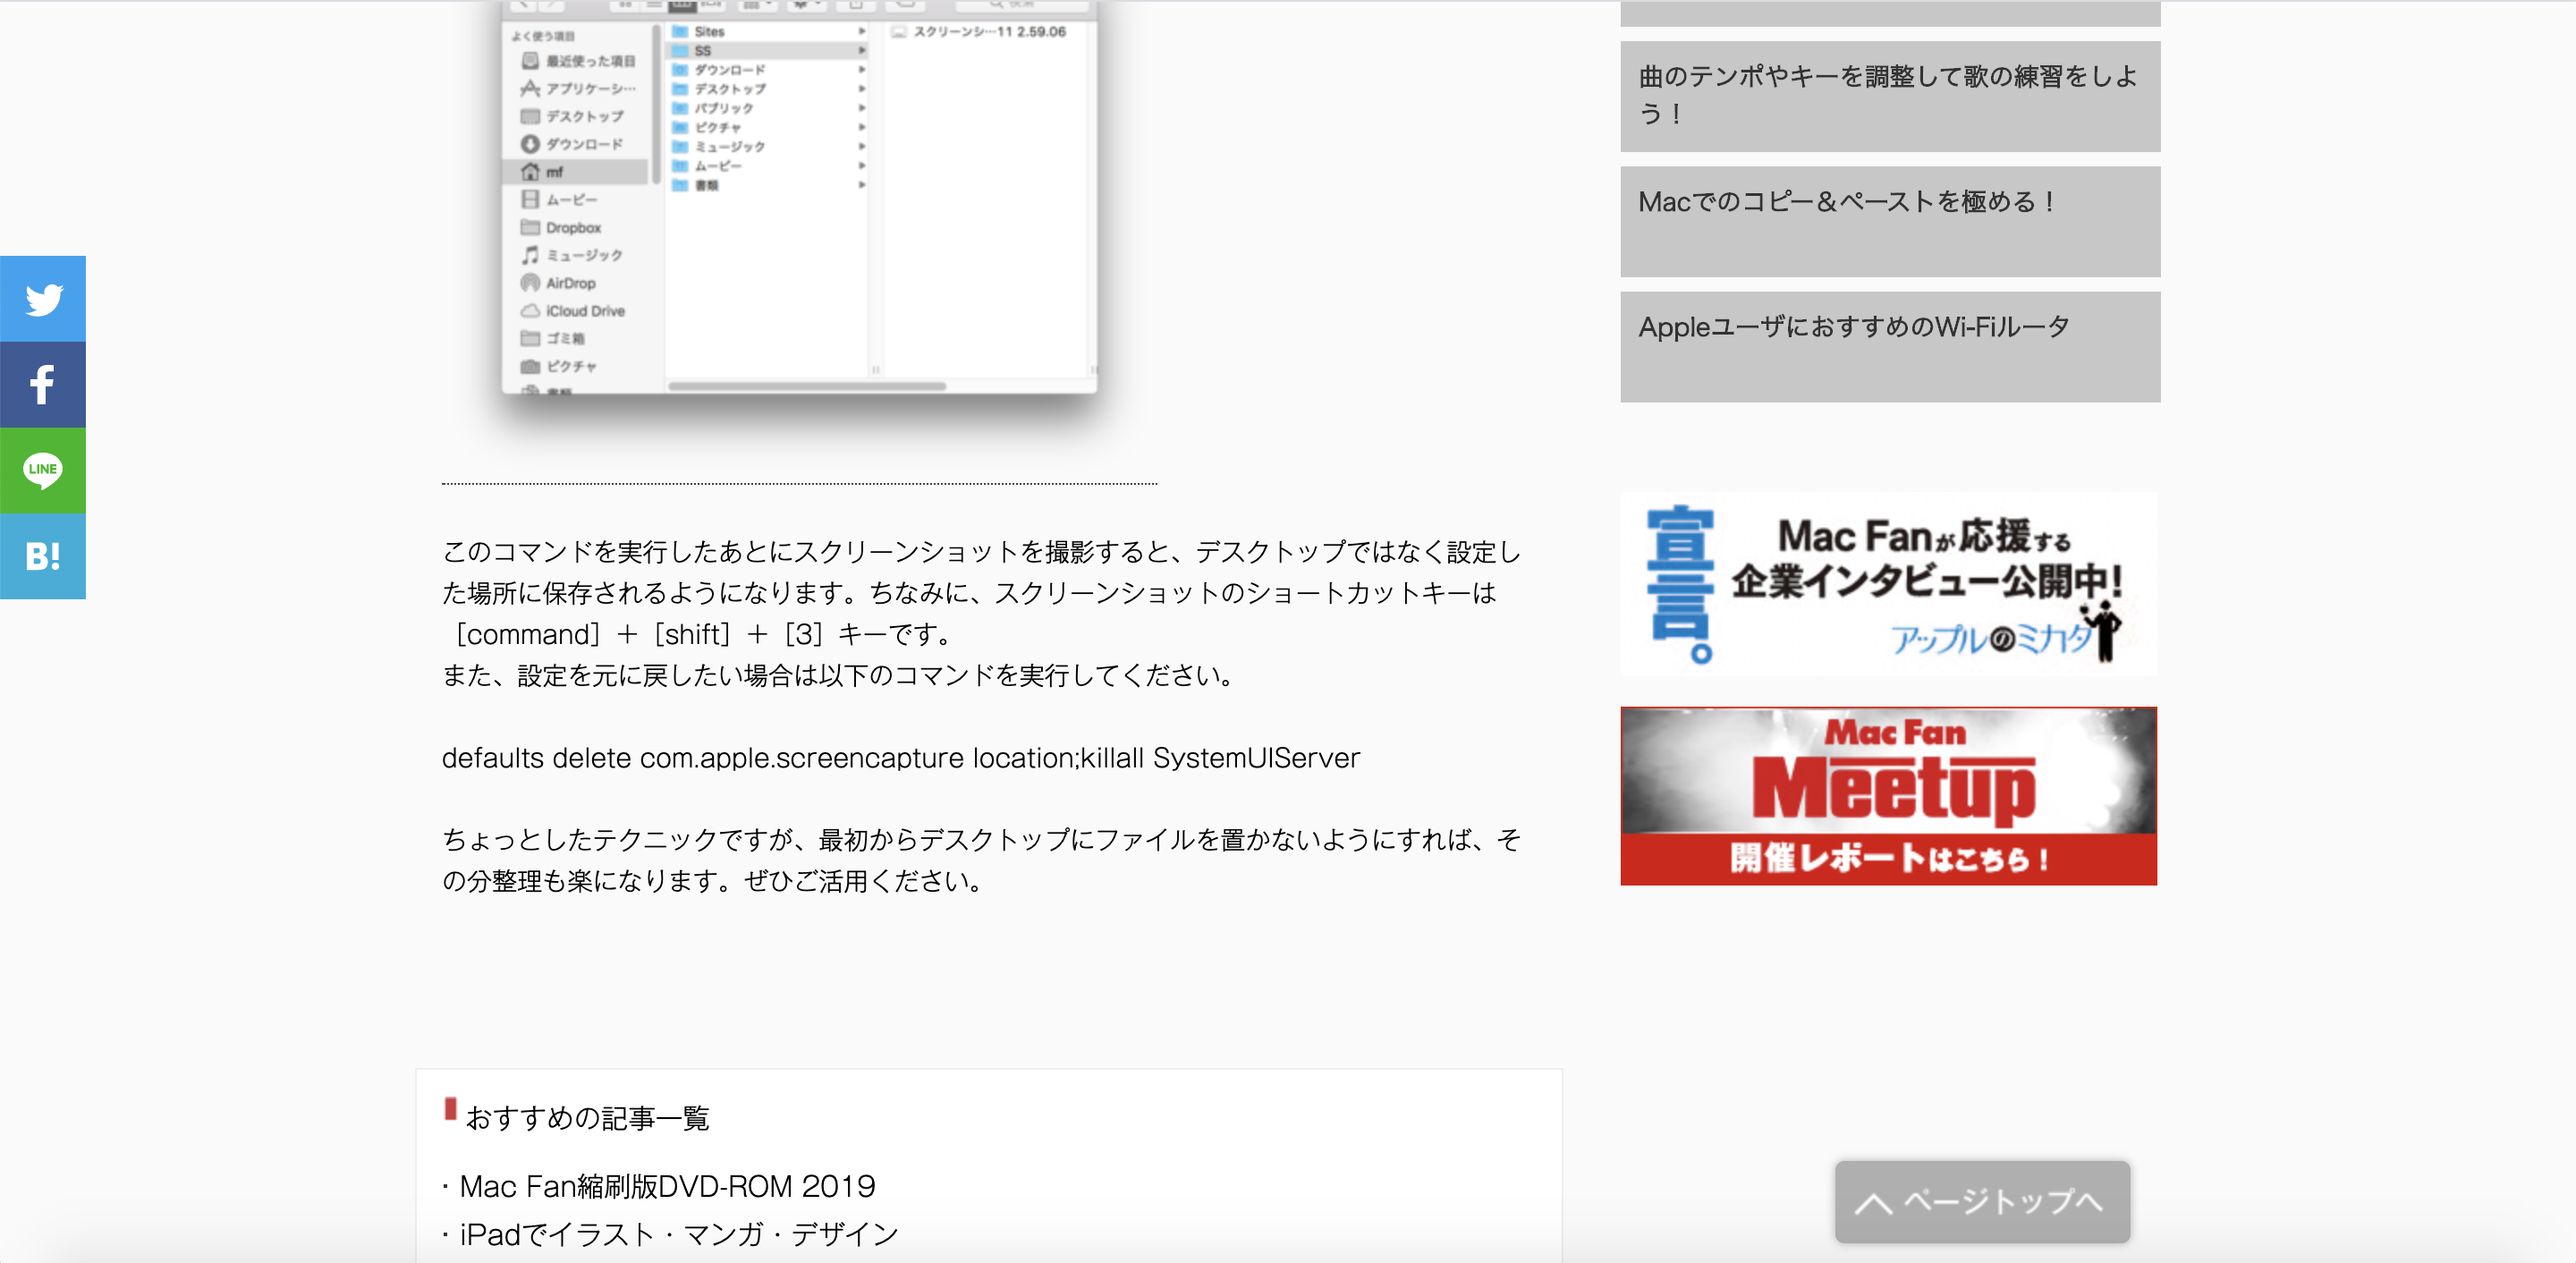 検索
よく使う項目
最近使った項目
アプリケーシ…
デスクトップ
ダウンロード
mf
ムービー
Dropbox
ミュージック
AirDrop
iCloud Drive
ゴミ箱
ピクチャ
書類
Sites
SS
ダウンロード
デスクトップ
パブリック
ピクチャ
ミュージック
ムービー
書類
スクリーンシ…11 2.59.06
LINE
B!
このコマンドを実行したあとにスクリーンショットを撮影すると、デスクトップではなく設定し
た場所に保存されるようになります。ちなみに、スクリーンショットのショートカットキーは
［command］＋［shift］＋［3］キーです。
また、設定を元に戻したい場合は以下のコマンドを実行してください。
defaults delete com.apple.screencapture location;killall SystemUIServer
ちょっとしたテクニックですが、最初からデスクトップにファイルを置かないようにすれば、そ
の分整理も楽になります。ぜひご活用ください。
おすすめの記事一覧
· Mac Fan縮刷版DVD-ROM 2019
· iPadでイラスト・マンガ・デザイン
曲のテンポやキーを調整して歌の練習をしよ
う！
Macでのコピー＆ペーストを極める！
AppleユーザにおすすめのWi-Fiルータ
宣言。
Mac Fanが応援する
企業インタビュー公開中!
アップルのミカタ
Mac Fan
Meetup
開催レポートはこちら！
ページトップへ